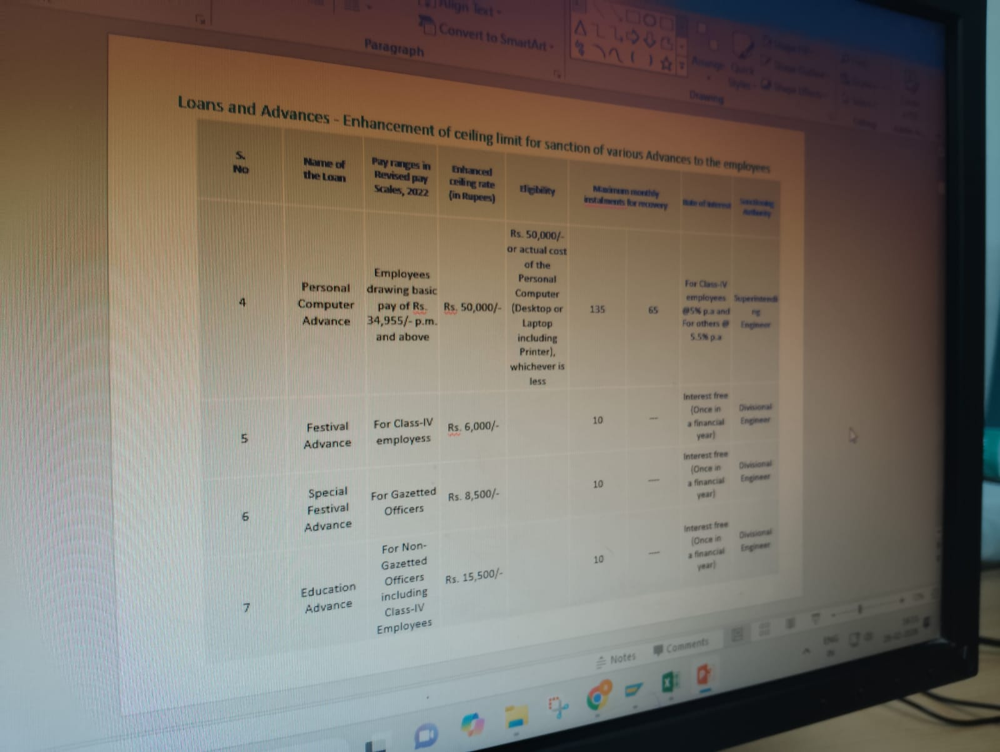 Align Text
Convert to SmartArt
Paragraph
Arrange
Quick
Styles
Drawing
Loans and Advances - Enhancement of ceiling limit for sanction of various Advances to the employees
S.
No
Name of
the Loan
Pay ranges in
Revised pay
Scales, 2022
Enhanced
ceiling rate
(in Rupees)
Eligibility
Maximum monthly
instalments for recovery
Rate of Interest
Sanctioning
Authority
4
Personal
Computer
Advance
Employees
drawing basic
pay of Rs.
34,955/- p.m.
and above
Rs. 50,000/-
Rs. 50,000/-
or actual cost
of the
Personal
Computer
(Desktop or
Laptop
including
Printer),
whichever is
less
135
65
For Class-IV
employees
@5% p.a and
For others @
5.5% p.a
Superintendi
ng
Engineer
5
Festival
Advance
For Class-IV
employess
Rs. 6,000/-
10
---
Interest free
(Once in
a financial
year)
Divisional
Engineer
6
Special
Festival
Advance
For Gazetted
Officers
Rs. 8,500/-
10
---
Interest free
(Once in
a financial
year)
Divisional
Engineer
7
Education
Advance
For Non-
Gazetted
Officers
including
Class-IV
Employees
Rs. 15,500/-
10
---
Interest free
(Once in
a financial
year)
Divisional
Engineer
Notes
Comments
ENG
IN